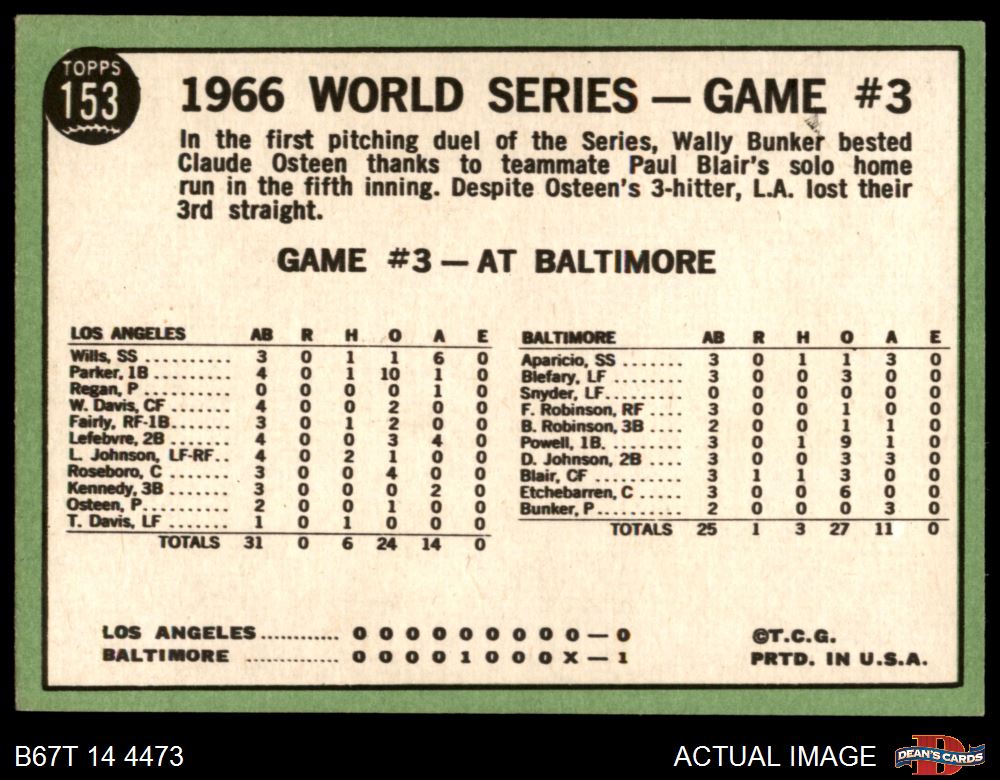 TOPPS
153
1966 WORLD SERIES — GAME #3
In the first pitching duel of the Series, Wally Bunker bested
Claude Osteen thanks to teammate Paul Blair's solo home
run in the fifth inning. Despite Osteen's 3-hitter, L.A. lost their
3rd straight.
GAME #3 — AT BALTIMORE
LOS ANGELES AB R H O A E
Wills, SS .......... 3 0 1 1 6 0
Parker, 1B .......... 4 0 1 10 1 0
Regan, P .......... 0 0 0 0 1 0
W. Davis, CF ....... 4 0 0 2 0 0
Fairly, RF-1B....... 3 0 1 2 0 0
Lefebvre, 2B ....... 4 0 0 3 4 0
L. Johnson, LF-RF.. 4 0 2 1 0 0
Roseboro, C ....... 3 0 0 4 0 0
Kennedy, 3B ....... 3 0 0 0 2 0
Osteen, P.......... 2 0 0 1 0 0
T. Davis, LF ....... 1 0 1 0 0 0
TOTALS 31 0 6 24 14 0
BALTIMORE AB R H O A E
Aparicio, SS ....... 3 0 1 1 3 0
Blefary, LF ....... 3 0 0 3 0 0
Snyder, LF....... 0 0 0 0 0 0
F. Robinson, RF .... 3 0 0 1 0 0
B. Robinson, 3B .... 2 0 0 1 1 0
Powell, 1B. ....... 3 0 1 9 1 0
D. Johnson, 2B .... 3 0 0 3 3 0
Blair, CF ....... 3 1 1 3 0 0
Etchebarren, C ..... 3 0 0 6 0 0
Bunker, P.......... 2 0 0 0 3 0
TOTALS 25 1 3 27 11 0
LOS ANGELES............ 0 0 0 0 0 0 0 0 0 — 0
BALTIMORE .............. 0 0 0 0 1 0 0 0 X — 1
©T.C.G.
PRTD. IN U.S.A.
B67T 14 4473
ACTUAL IMAGE
DEAN'S CARDS